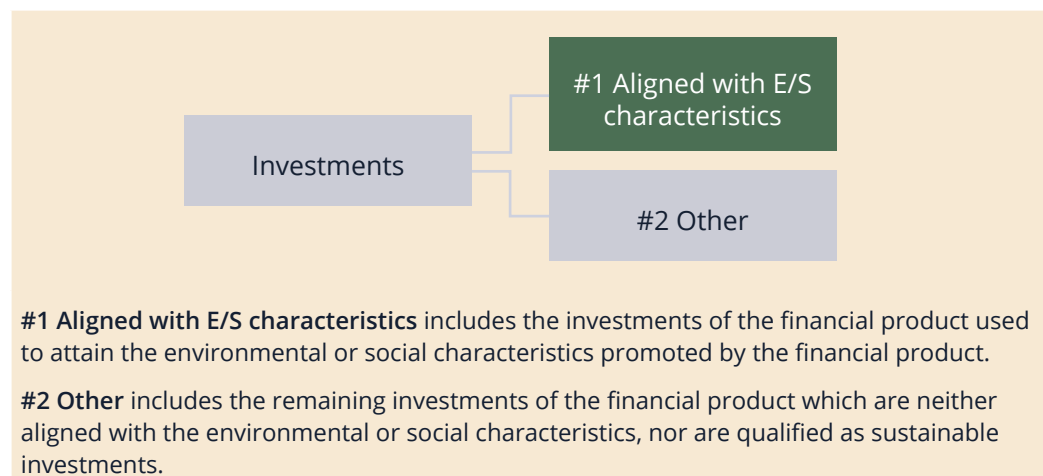 #1 Aligned with E/S
characteristics
Investments
#2 Other
#1 Aligned with E/S characteristics includes the investments of the financial product used
to attain the environmental or social characteristics promoted by the financial product.
#2 Other includes the remaining investments of the financial product which are neither
aligned with the environmental or social characteristics, nor are qualified as sustainable
investments.